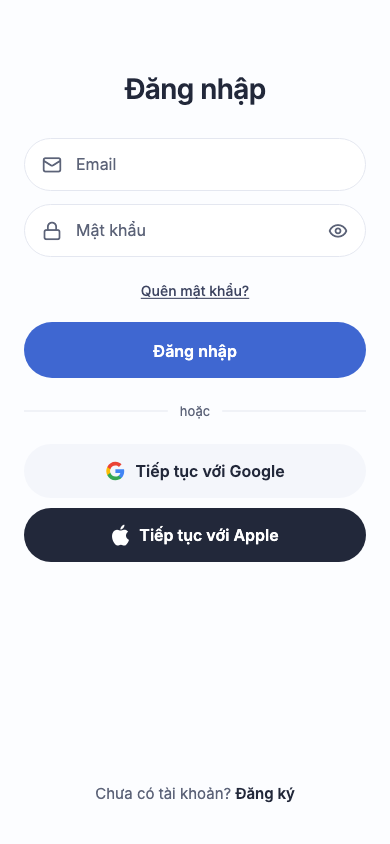 Đăng nhập
Email
Mật khẩu
Quên mật khẩu?
Đăng nhập
hoặc
Tiếp tục với Google
Tiếp tục với Apple
Chưa có tài khoản? Đăng ký